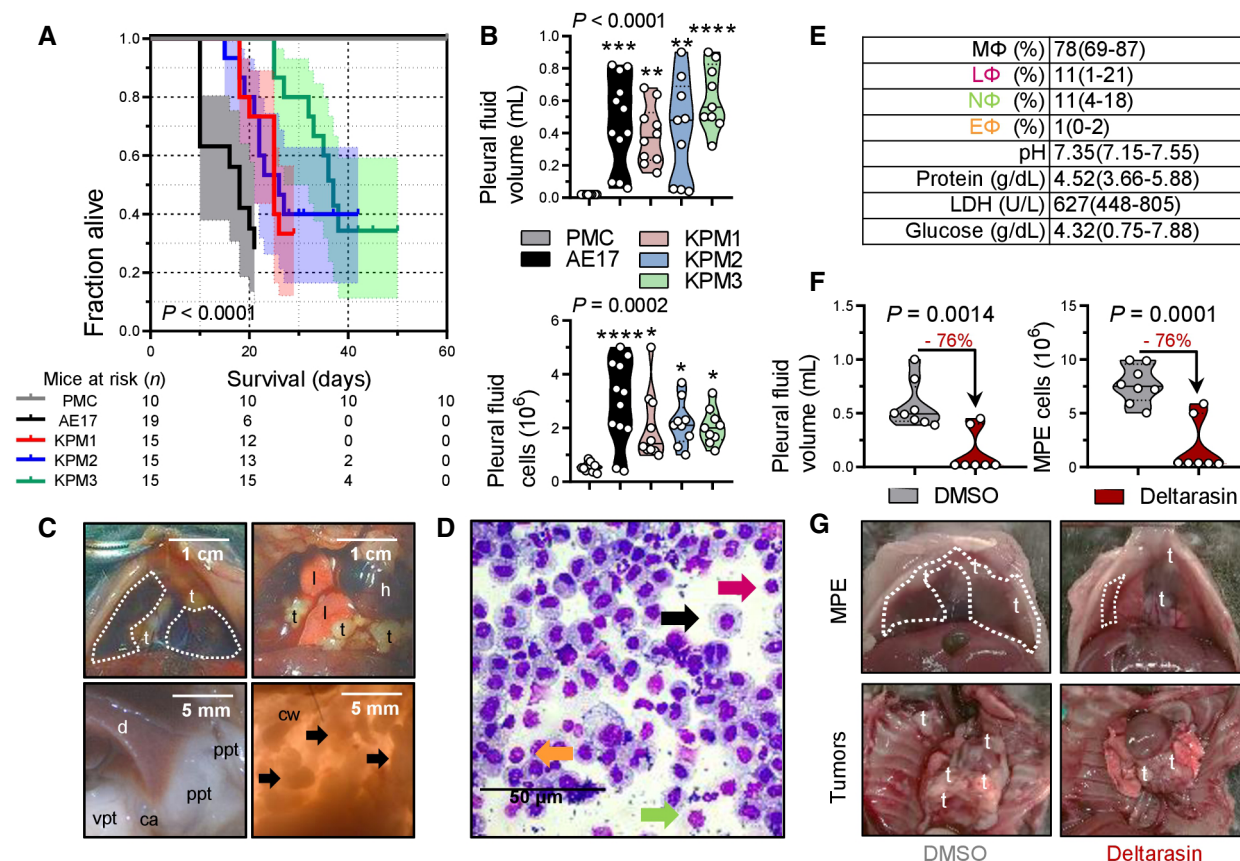 A
1.0
0.8
0.6
0.4
0.2
0.0
Fraction alive
P < 0.0001
0 20 40 60
Mice at risk (n) Survival (days)
PMC 10 10 10 10
AE17 19 6 0 0
KPM1 15 12 0 0
KPM2 15 13 2 0
KPM3 15 15 4 0
B
P < 0.0001
*** ** ** ****
Pleural fluid
volume (mL)
1.0
0.8
0.6
0.4
0.2
0.0
PMC KPM1
AE17 KPM2
KPM3
P = 0.0002
**** * * *
Pleural fluid
cells (10⁶)
6
4
2
0
E
MΦ (%) 78(69-87)
LΦ (%) 11(1-21)
NΦ (%) 11(4-18)
EΦ (%) 1(0-2)
pH 7.35(7.15-7.55)
Protein (g/dL) 4.52(3.66-5.88)
LDH (U/L) 627(448-805)
Glucose (g/dL) 4.32(0.75-7.88)
F
P = 0.0014
- 76%
Pleural fluid
volume (mL)
1.5
1.0
0.5
0.0
P = 0.0001
- 76%
MPE cells (10⁶)
15
10
5
0
DMSO Deltarasin
C
1 cm
t
t
1 cm
l
h
l
t
t
t
5 mm
d
ppt
ppt
vpt
ca
5 mm
cw
D
50 µm
G
MPE
t
t
t
t
Tumors
t
t
t
t
t
t
t
DMSO Deltarasin